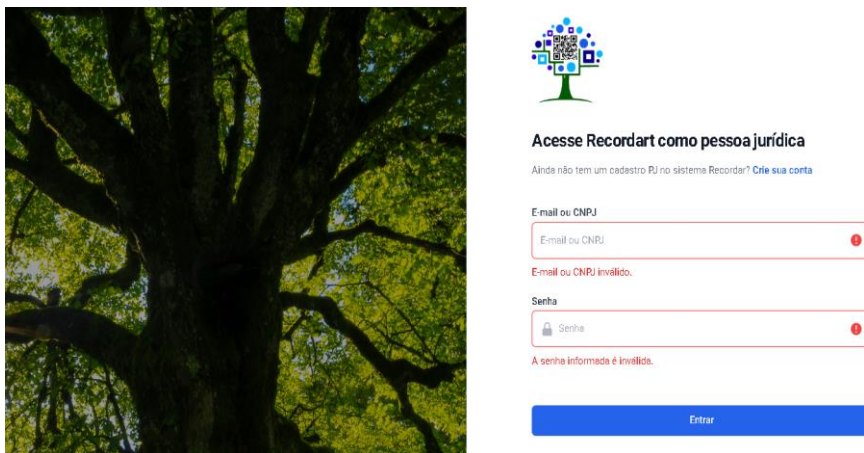 Acesse Recordart como pessoa jurídica
Ainda não tem um cadastro PJ no sistema Recordar? Crie sua conta
E-mail ou CNPJ
E-mail ou CNPJ
E-mail ou CNPJ inválido.
Senha
Senha
A senha informada é inválida.
Entrar